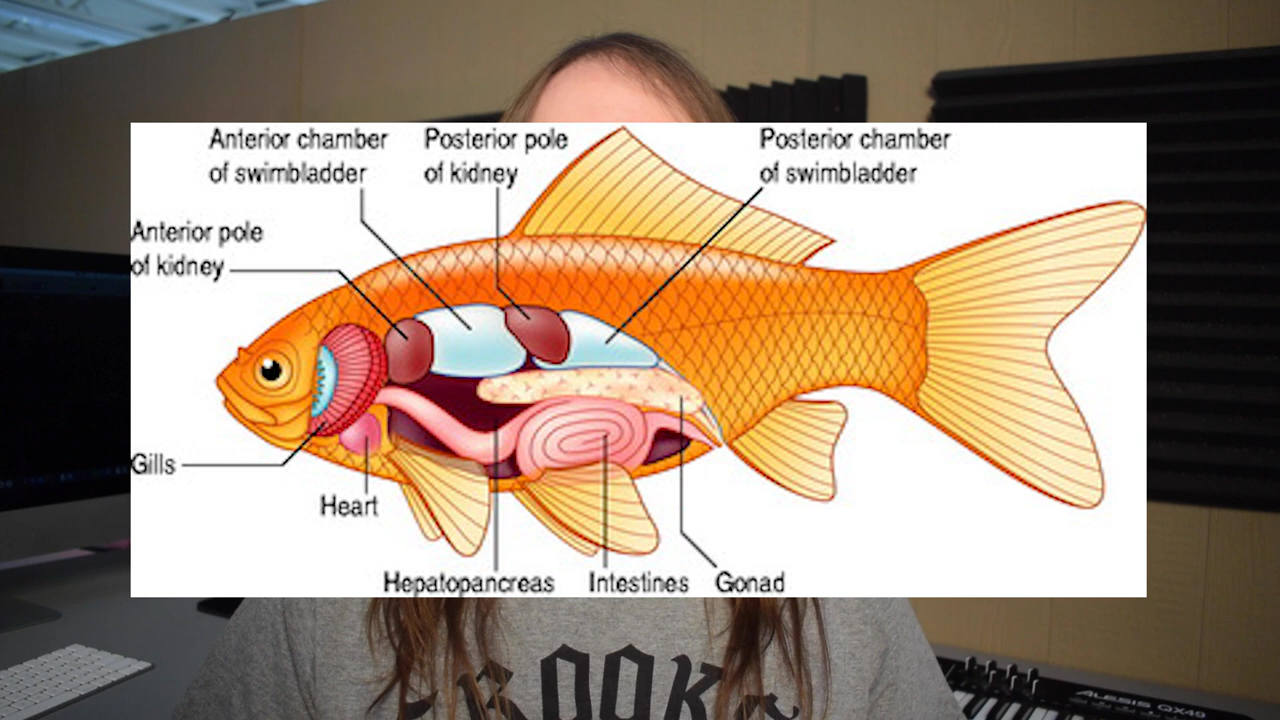 Anterior chamber
of swimbladder
Posterior pole
of kidney
Posterior chamber
of swimbladder
Anterior pole
of kidney
Gills
Heart
Hepatopancreas
Intestines
Gonad
ALESIS QX49